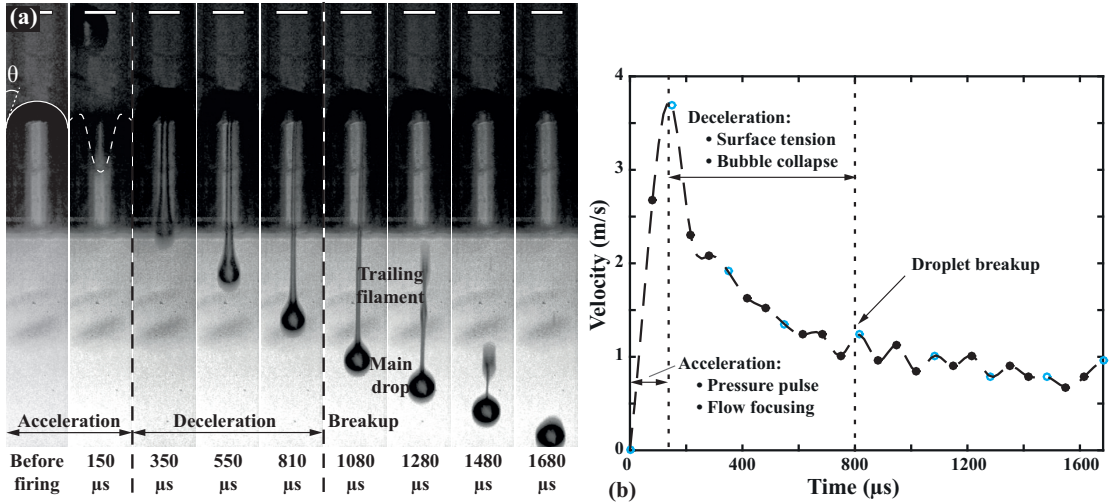 (a)
θ
Trailing
filament
Main
drop
Acceleration
Deceleration
Breakup
Before
firing
150
µs
350
µs
550
µs
810
µs
1080
µs
1280
µs
1480
µs
1680
µs
(b)
Velocity (m/s)
4
3
2
1
0
0
400
800
1200
1600
Time (µs)
Deceleration:
• Surface tension
• Bubble collapse
Droplet breakup
Acceleration:
• Pressure pulse
• Flow focusing